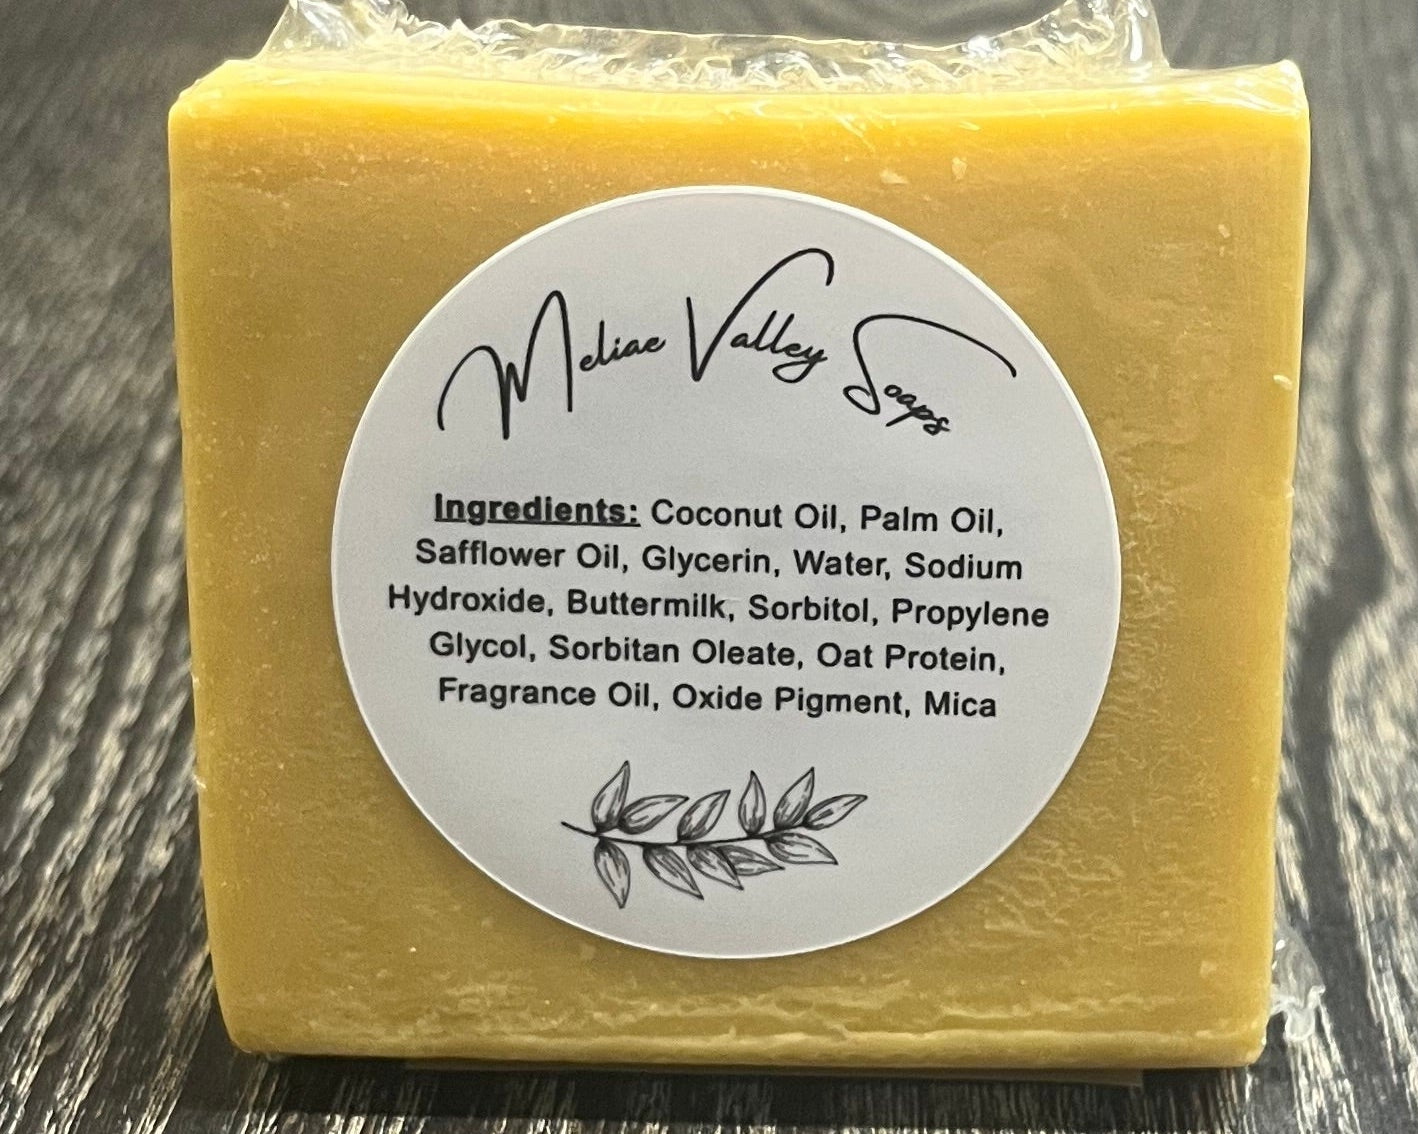 Meliae Valley Soaps
Ingredients: Coconut Oil, Palm Oil,
Safflower Oil, Glycerin, Water, Sodium
Hydroxide, Buttermilk, Sorbitol, Propylene
Glycol, Sorbitan Oleate, Oat Protein,
Fragrance Oil, Oxide Pigment, Mica